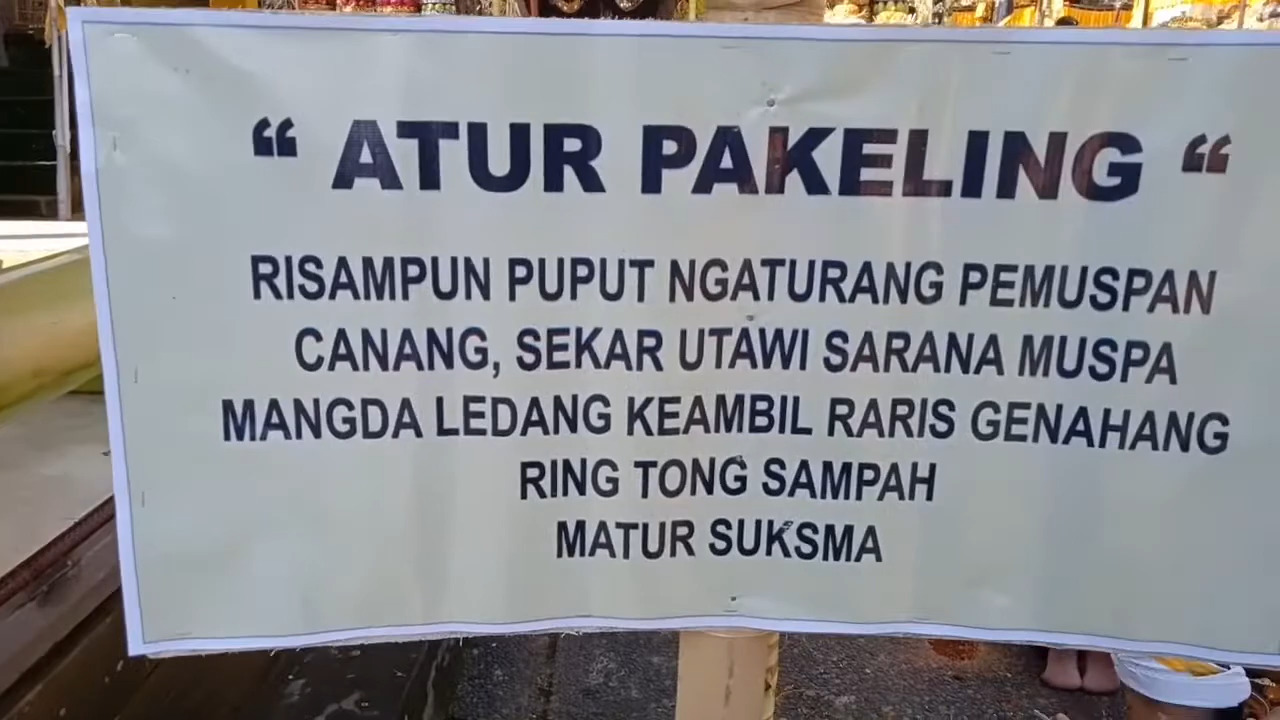 “ ATUR PAKELING “
RISAMPUN PUPUT NGATURANG PEMUSPAN
CANANG, SEKAR UTAWI SARANA MUSPA
MANGDA LEDANG KEAMBIL RARIS GENAHANG
RING TONG SAMPAH
MATUR SUKSMA